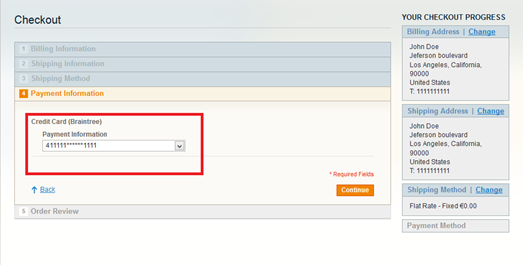 Checkout
1 Billing Information
2 Shipping Information
3 Shipping Method
4 Payment Information
Credit Card (Braintree)
Payment Information
411111******1111
* Required Fields
Back
Continue
5 Order Review
YOUR CHECKOUT PROGRESS
Billing Address | Change
John Doe
Jeferson boulevard
Los Angeles, California,
90000
United States
T: 1111111111
Shipping Address | Change
John Doe
Jeferson boulevard
Los Angeles, California,
90000
United States
T: 1111111111
Shipping Method | Change
Flat Rate - Fixed €0.00
Payment Method